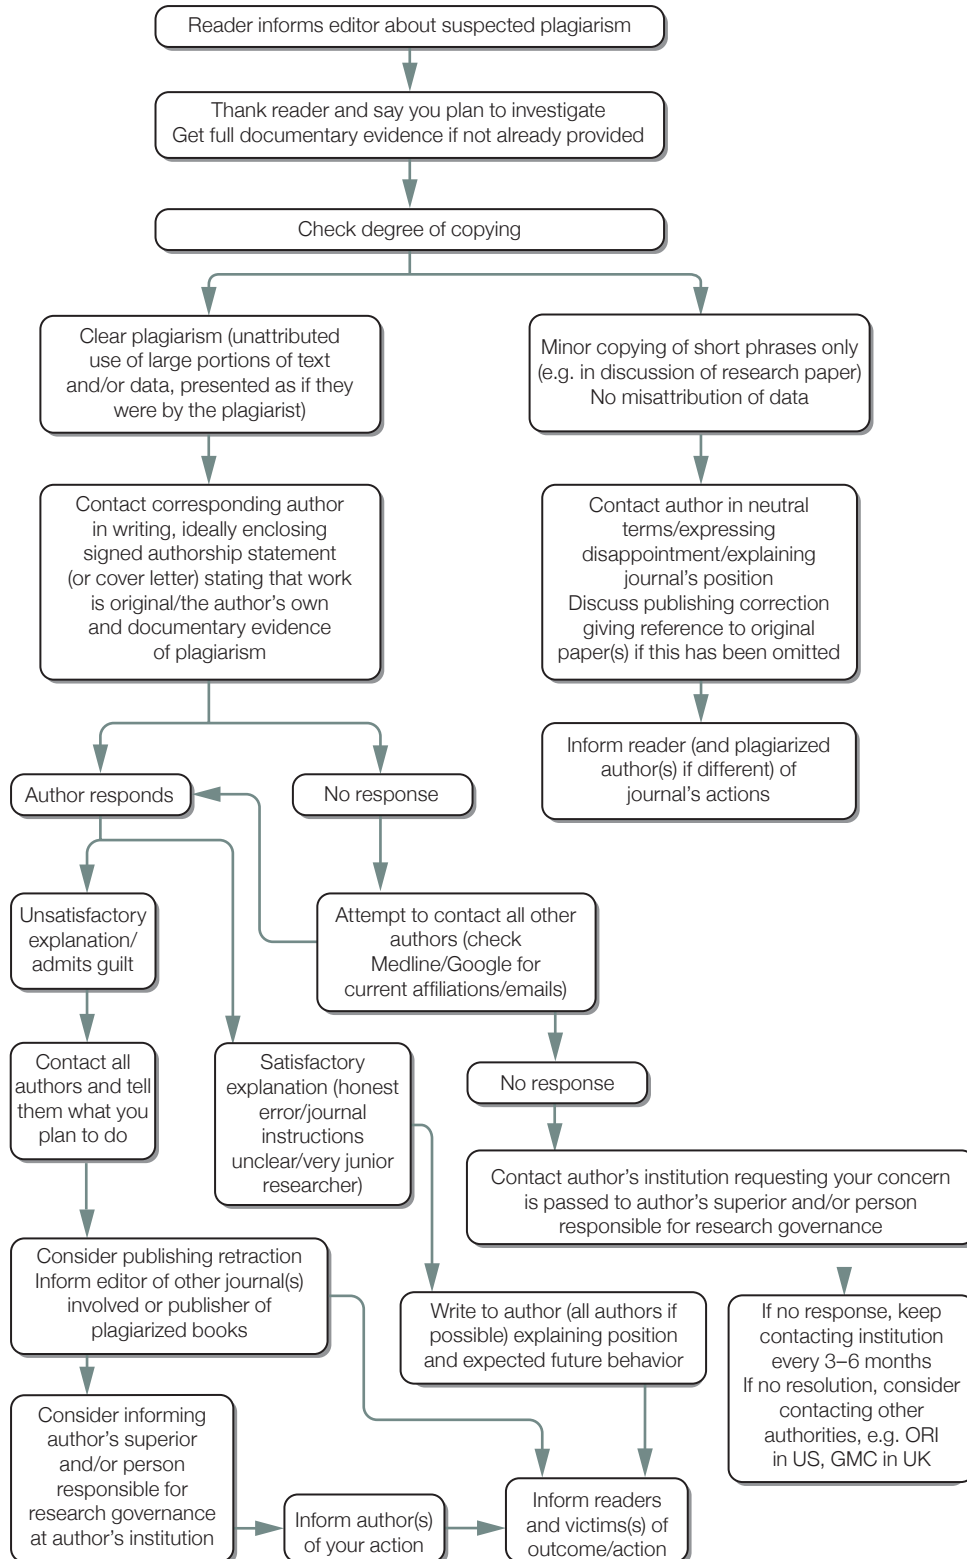 Reader informs editor about suspected plagiarism
Thank reader and say you plan to investigate
Get full documentary evidence if not already provided
Check degree of copying
Clear plagiarism (unattributed
use of large portions of text
and/or data, presented as if they
were by the plagiarist)
Minor copying of short phrases only
(e.g. in discussion of research paper)
No misattribution of data
Contact corresponding author
in writing, ideally enclosing
signed authorship statement
(or cover letter) stating that work
is original/the author's own
and documentary evidence
of plagiarism
Contact author in neutral
terms/expressing
disappointment/explaining
journal's position
Discuss publishing correction
giving reference to original
paper(s) if this has been omitted
Inform reader (and plagiarized
author(s) if different) of
journal's actions
Author responds
No response
Unsatisfactory
explanation/
admits guilt
Attempt to contact all other
authors (check
Medline/Google for
current affiliations/emails)
Contact all
authors and tell
them what you
plan to do
Satisfactory
explanation (honest
error/journal
instructions
unclear/very junior
researcher)
No response
Contact author's institution requesting your concern
is passed to author's superior and/or person
responsible for research governance
Consider publishing retraction
Inform editor of other journal(s)
involved or publisher of
plagiarized books
Write to author (all authors if
possible) explaining position
and expected future behavior
If no response, keep
contacting institution
every 3–6 months
If no resolution, consider
contacting other
authorities, e.g. ORI
in US, GMC in UK
Consider informing
author's superior
and/or person
responsible for
research governance
at author's institution
Inform author(s)
of your action
Inform readers
and victims(s) of
outcome/action